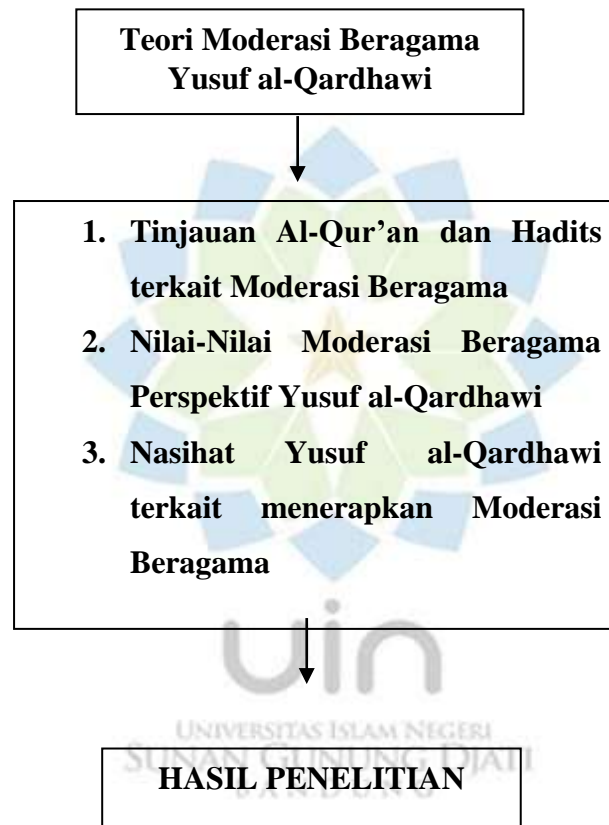 Teori Moderasi Beragama
Yusuf al-Qardhawi
1. Tinjauan Al-Qur’an dan Hadits
terkait Moderasi Beragama
2. Nilai-Nilai Moderasi Beragama
Perspektif Yusuf al-Qardhawi
3. Nasihat Yusuf al-Qardhawi
terkait menerapkan Moderasi
Beragama
uin
UNIVERSITAS ISLAM NEGERI
SUNAN GUNUNG DJATI
BANDUNG
HASIL PENELITIAN